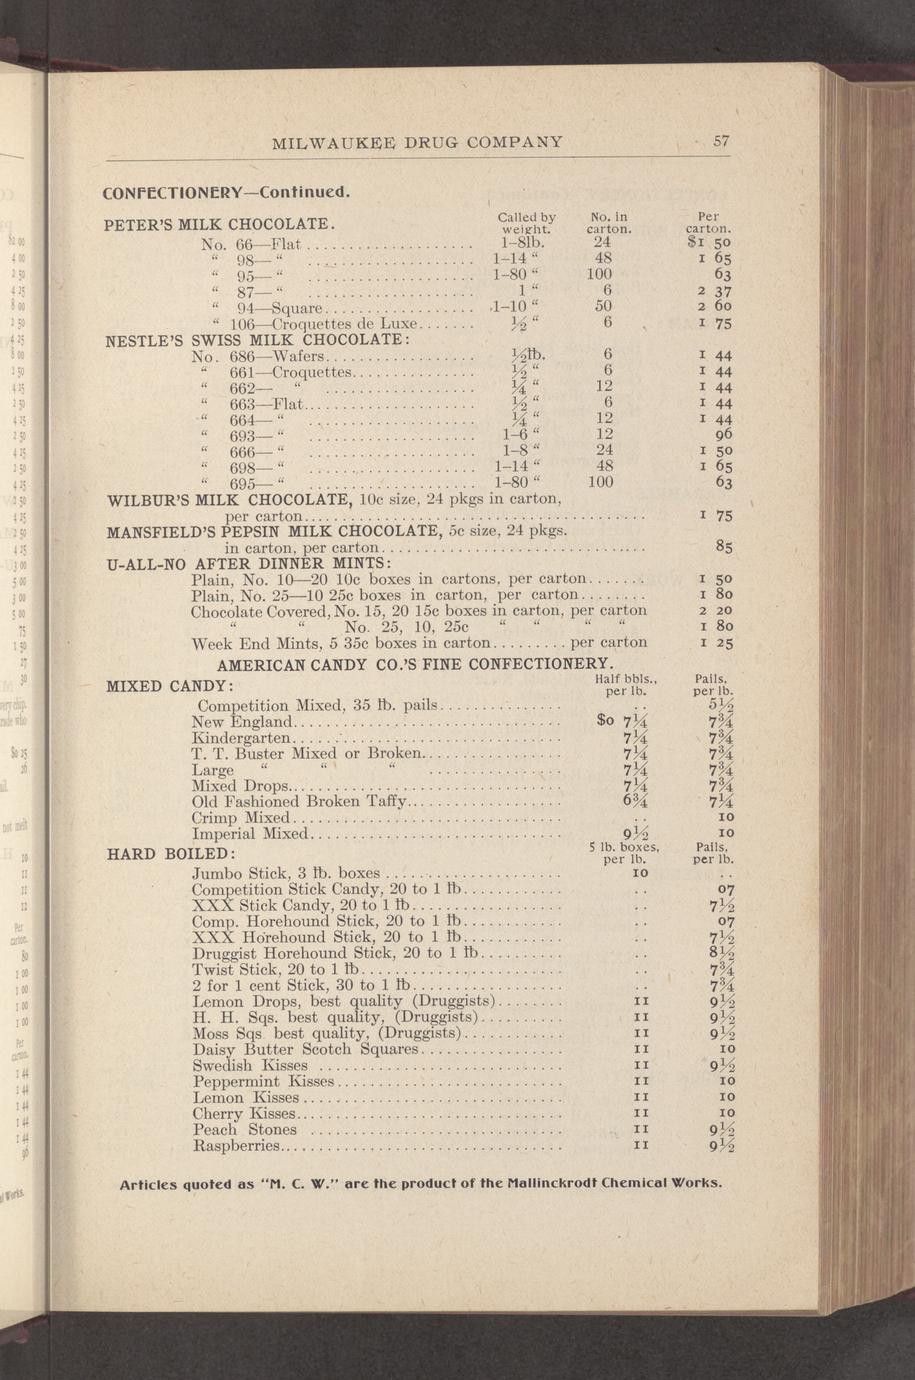 MILWAUKEE DRUG COMPANY 57
CONFECTIONERY—Continued.
PETER'S MILK CHOCOLATE. Called by weight. No. in carton. Per carton.
No. 66—Flat .................... 1–8lb. 24 $1 50
“ 98— “ .................... 1–14 “ 48 1 65
“ 95— “ .................... 1–80 “ 100 63
“ 87— “ .................... 1 “ 6 2 37
“ 94—Square.................. 1–10 “ 50 2 60
“ 106—Croquettes de Luxe....... ½ “ 6 1 75
NESTLE'S SWISS MILK CHOCOLATE:
No. 686—Wafers.................. ½lb. 6 1 44
“ 661—Croquettes............... ½ “ 6 1 44
“ 662— “ .................. ¼ “ 12 1 44
“ 663—Flat..................... ½ “ 6 1 44
“ 664— “ .................... ¼ “ 12 1 44
“ 693— “ .................... 1–6 “ 12 96
“ 666— “ .................... 1–8 “ 24 1 50
“ 698— “ .................... 1–14 “ 48 1 65
“ 695— “ .................... 1–80 “ 100 63
WILBUR'S MILK CHOCOLATE, 10c size, 24 pkgs in carton,
per carton......................................... 1 75
MANSFIELD'S PEPSIN MILK CHOCOLATE, 5c size, 24 pkgs.
in carton, per carton................................ 85
U-ALL-NO AFTER DINNER MINTS:
Plain, No. 10—20 10c boxes in cartons, per carton....... 1 50
Plain, No. 25—10 25c boxes in carton, per carton........ 1 80
Chocolate Covered, No. 15, 20 15c boxes in carton, per carton 2 20
“ “ No. 25, 10, 25c “ “ “ “ 1 80
Week End Mints, 5 35c boxes in carton......... per carton 1 25
AMERICAN CANDY CO.'S FINE CONFECTIONERY.
MIXED CANDY: Half bbls., per lb. Pails, per lb.
Competition Mixed, 35 lb. pails............... .. 5½
New England................................ $0 7¼ 7¾
Kindergarten................................ 7¼ 7¾
T. T. Buster Mixed or Broken................ 7¼ 7¾
Large “ “ “ ................ 7¼ 7¾
Mixed Drops................................. 7¼ 7¾
Old Fashioned Broken Taffy................... 6¾ 7¼
Crimp Mixed................................ .. 10
Imperial Mixed.............................. 9½ 10
HARD BOILED: 5 lb. boxes, per lb. Pails, per lb.
Jumbo Stick, 3 lb. boxes ..................... 10 ..
Competition Stick Candy, 20 to 1 lb............ .. 07
XXX Stick Candy, 20 to 1 lb.................. .. 7½
Comp. Horehound Stick, 20 to 1 lb............ .. 07
XXX Horehound Stick, 20 to 1 lb............ .. 7½
Druggist Horehound Stick, 20 to 1 lb.......... .. 8½
Twist Stick, 20 to 1 lb........................ .. 7¾
2 for 1 cent Stick, 30 to 1 lb.................. .. 7¾
Lemon Drops, best quality (Druggists)........ 11 9½
H. H. Sqs. best quality, (Druggists).......... 11 9½
Moss Sqs. best quality, (Druggists)............ 11 9½
Daisy Butter Scotch Squares................. 11 10
Swedish Kisses ............................. 11 9½
Peppermint Kisses........................... 11 10
Lemon Kisses ............................... 11 10
Cherry Kisses................................ 11 10
Peach Stones .............................. 11 9½
Raspberries.................................. 11 9½
Articles quoted as “M. C. W.” are the product of the Mallinckrodt Chemical Works.